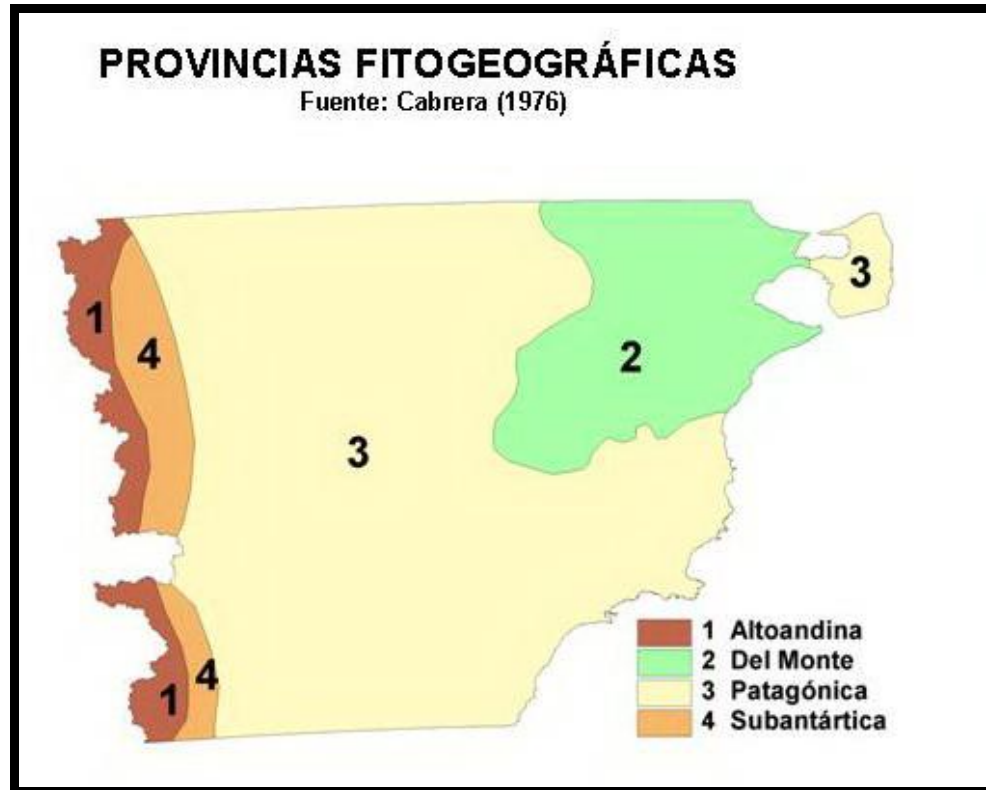 PROVINCIAS FITOGEOGRÁFICAS
Fuente: Cabrera (1976)
1
4
3
2
3
1
4
1 Altoandina
2 Del Monte
3 Patagónica
4 Subantártica